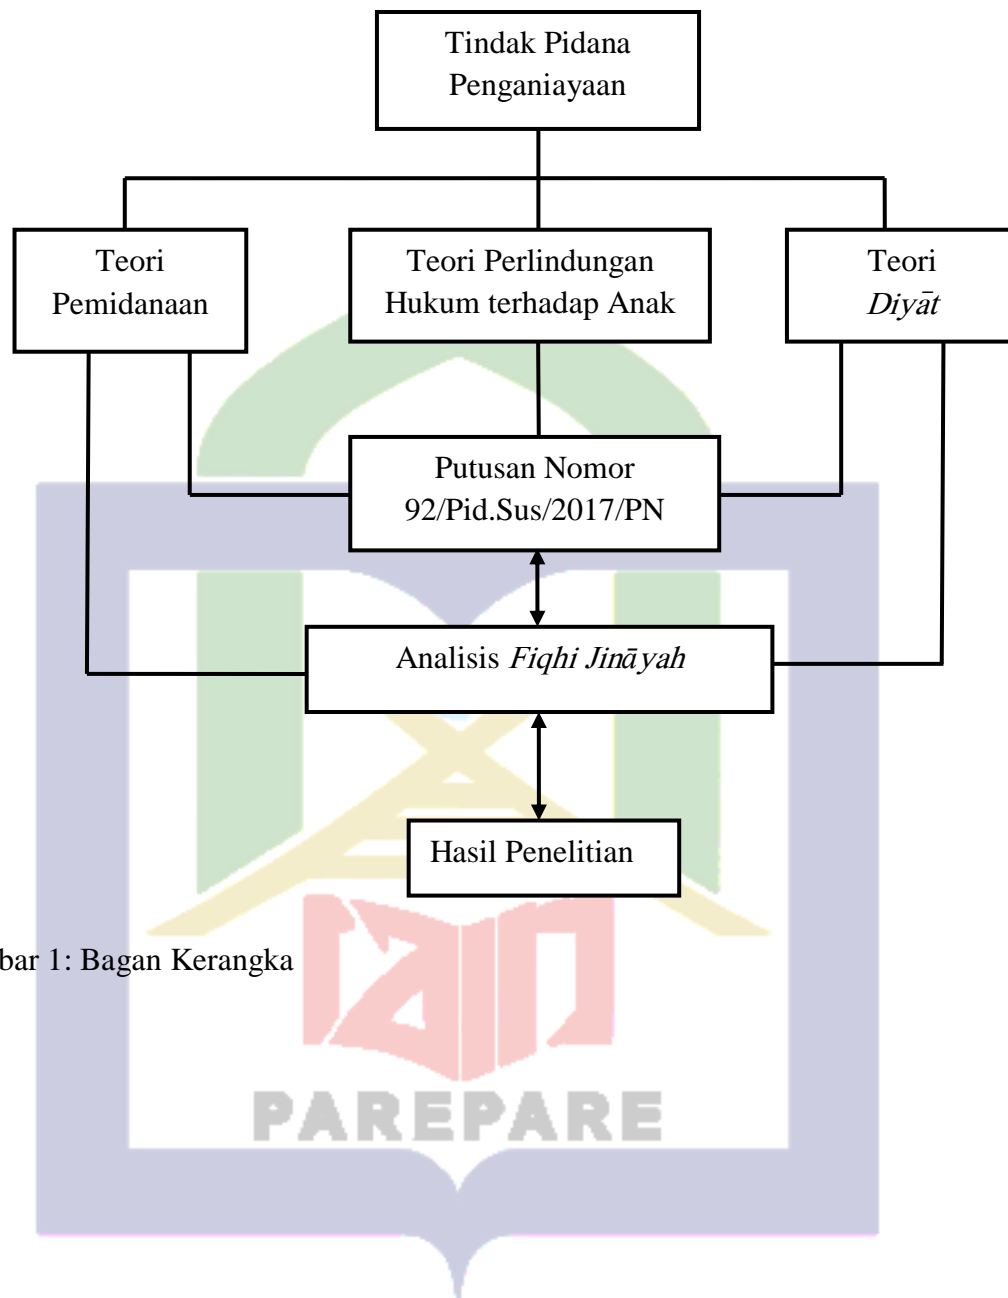 Tindak Pidana
Penganiayaan
Teori
Pemidanaan
Teori Perlindungan
Hukum terhadap Anak
Teori
Diyāt
Putusan Nomor
92/Pid.Sus/2017/PN
Analisis Fiqhi Jināyah
Hasil Penelitian
bar 1: Bagan Kerangka
iain
PAREPARE